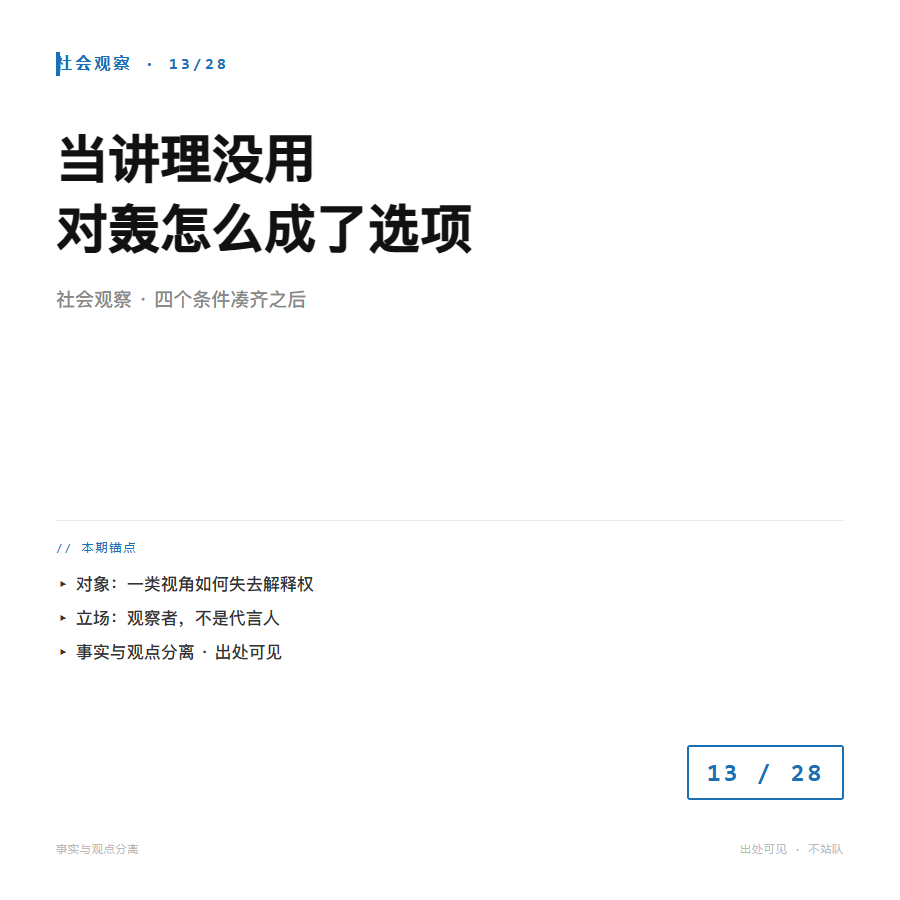 社会观察 · 13/28
当讲理没用
对轰怎么成了选项
社会观察 · 四个条件凑齐之后
// 本期锚点
▸ 对象：一类视角如何失去解释权
▸ 立场：观察者，不是代言人
▸ 事实与观点分离 · 出处可见
13 / 28
事实与观点分离
出处可见 · 不站队